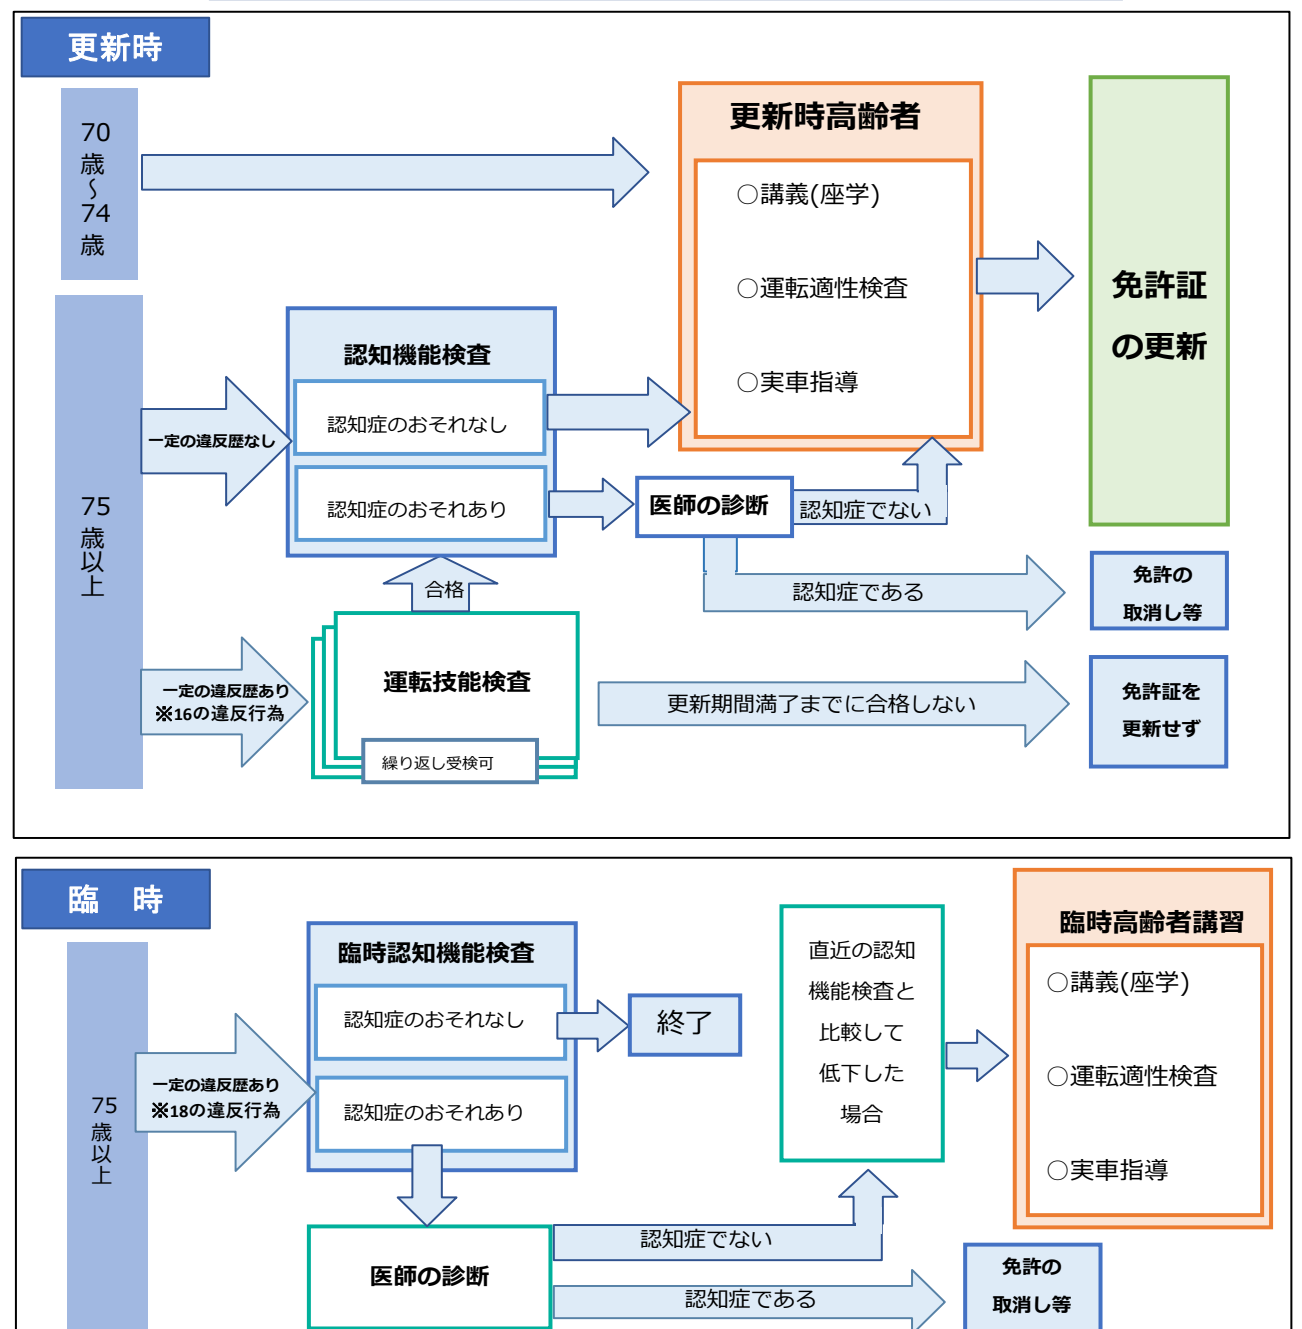 更新時
70
歳
～
74
歳
更新時高齢者
○講義(座学)
○運転適性検査
○実車指導
免許証
の更新
75
歳
以
上
一定の違反歴なし
認知機能検査
認知症のおそれなし
認知症のおそれあり
医師の診断
認知症でない
認知症である
免許の
取消し等
合格
一定の違反歴あり
※16の違反行為
運転技能検査
繰り返し受検可
更新期間満了までに合格しない
免許証を
更新せず
臨　時
75
歳
以
上
一定の違反歴あり
※18の違反行為
臨時認知機能検査
認知症のおそれなし
認知症のおそれあり
終了
直近の認知
機能検査と
比較して
低下した
場合
臨時高齢者講習
○講義(座学)
○運転適性検査
○実車指導
医師の診断
認知症でない
認知症である
免許の
取消し等